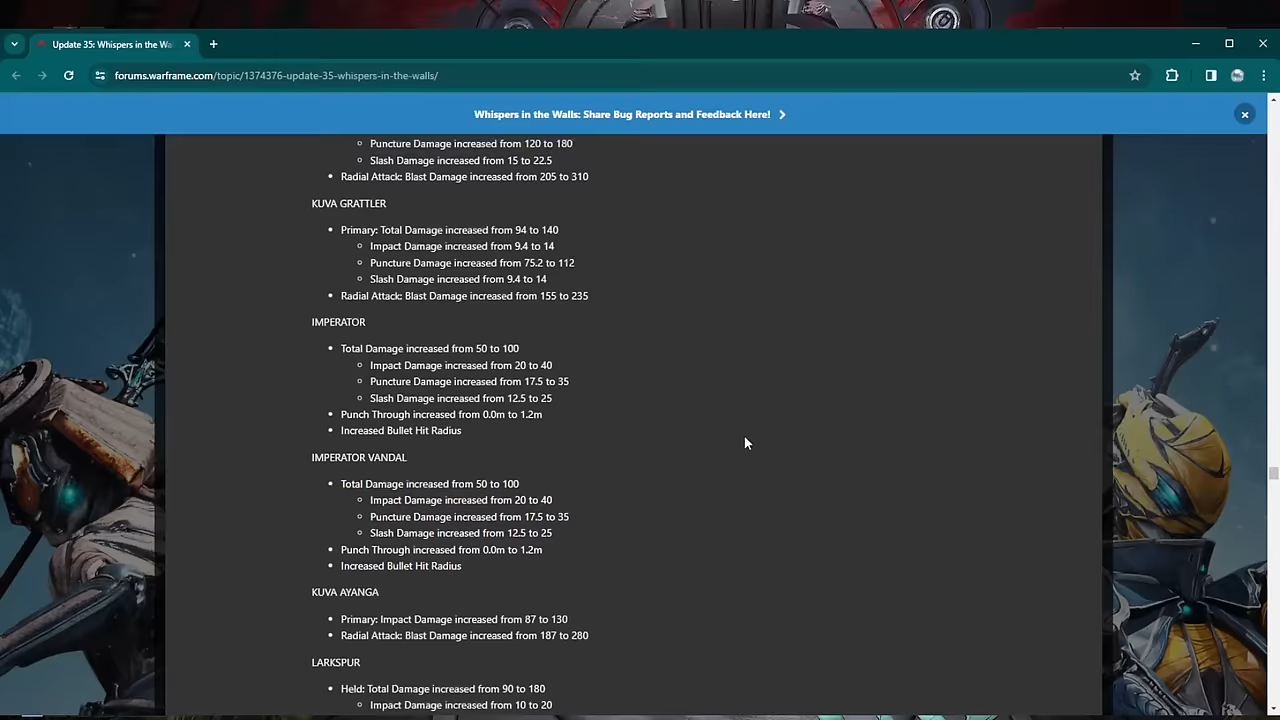 Update 35: Whispers in the Wa
forums.warframe.com/topic/1374376-update-35-whispers-in-the-walls/
Whispers in the Walls: Share Bug Reports and Feedback Here!
Puncture Damage increased from 120 to 180
Slash Damage increased from 15 to 22.5
Radial Attack: Blast Damage increased from 205 to 310
KUVA GRATTLER
Primary: Total Damage increased from 94 to 140
Impact Damage increased from 9.4 to 14
Puncture Damage increased from 75.2 to 112
Slash Damage increased from 9.4 to 14
Radial Attack: Blast Damage increased from 155 to 235
IMPERATOR
Total Damage increased from 50 to 100
Impact Damage increased from 20 to 40
Puncture Damage increased from 17.5 to 35
Slash Damage increased from 12.5 to 25
Punch Through increased from 0.0m to 1.2m
Increased Bullet Hit Radius
IMPERATOR VANDAL
Total Damage increased from 50 to 100
Impact Damage increased from 20 to 40
Puncture Damage increased from 17.5 to 35
Slash Damage increased from 12.5 to 25
Punch Through increased from 0.0m to 1.2m
Increased Bullet Hit Radius
KUVA AYANGA
Primary: Impact Damage increased from 87 to 130
Radial Attack: Blast Damage increased from 187 to 280
LARKSPUR
Held: Total Damage increased from 90 to 180
Impact Damage increased from 10 to 20